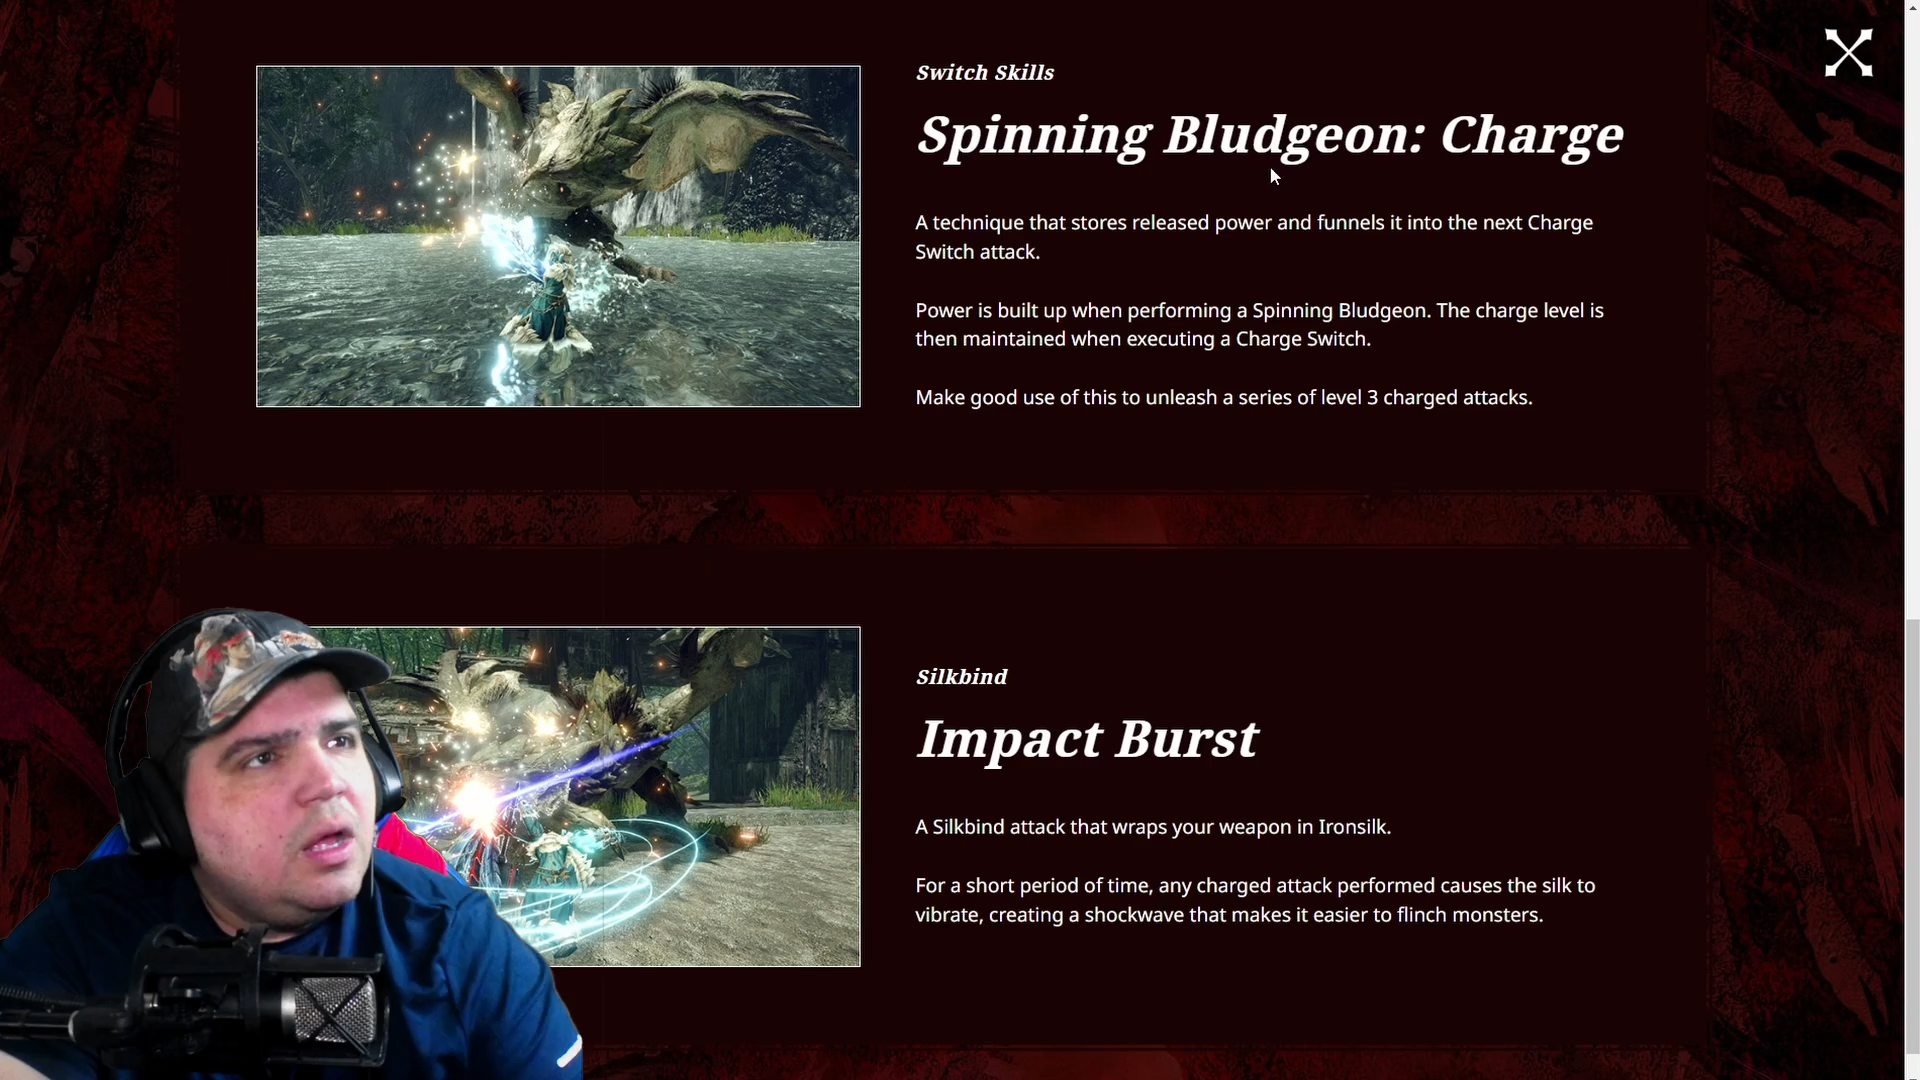 Switch Skills
Spinning Bludgeon: Charge
A technique that stores released power and funnels it into the next Charge
Switch attack.
Power is built up when performing a Spinning Bludgeon. The charge level is
then maintained when executing a Charge Switch.
Make good use of this to unleash a series of level 3 charged attacks.
Silkbind
Impact Burst
A Silkbind attack that wraps your weapon in Ironsilk.
For a short period of time, any charged attack performed causes the silk to
vibrate, creating a shockwave that makes it easier to flinch monsters.